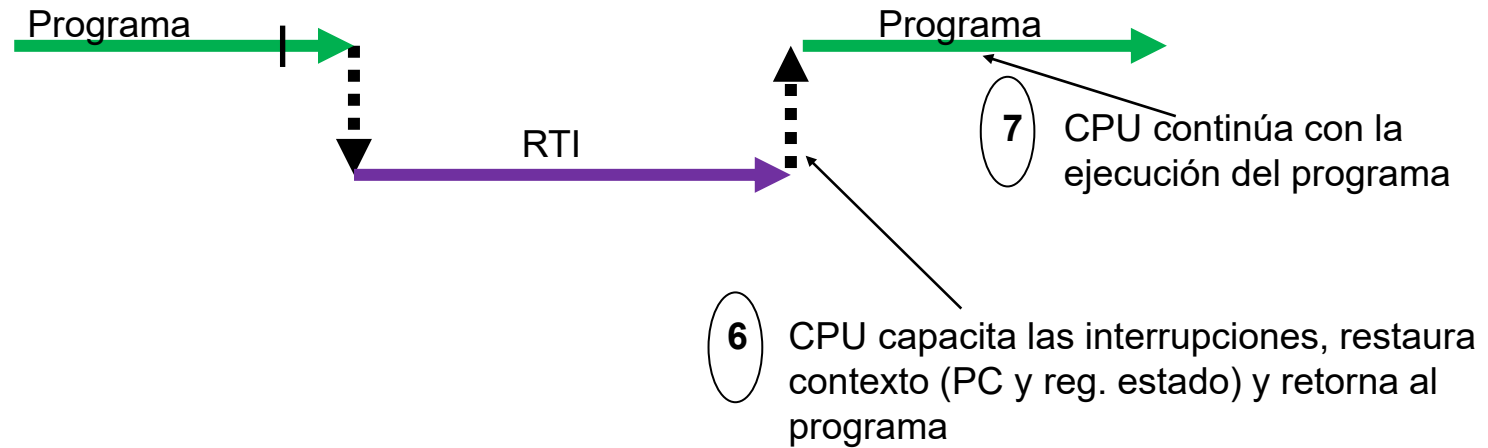 Programa
Programa
RTI
7
CPU continúa con la
ejecución del programa
6
CPU capacita las interrupciones, restaura
contexto (PC y reg. estado) y retorna al
programa